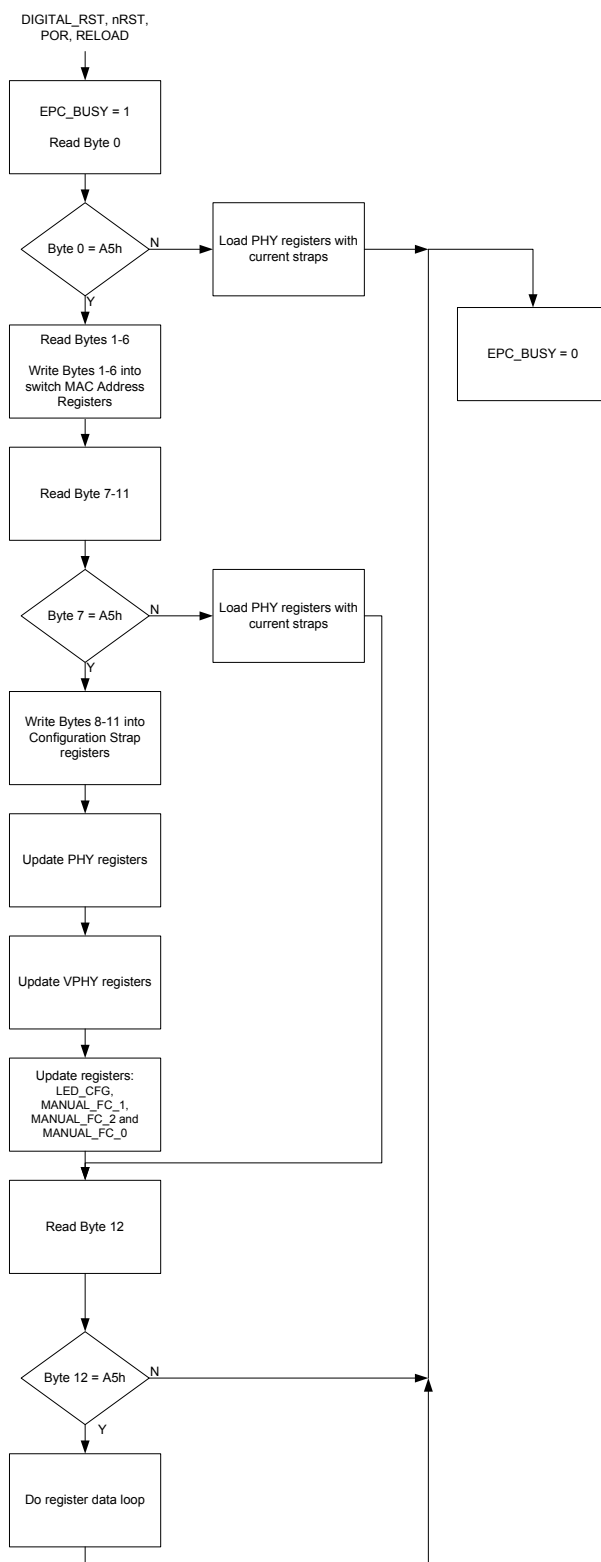 DIGITAL_RST, nRST,
POR, RELOAD
EPC_BUSY = 1
Read Byte 0
Byte 0 = A5h
N
Load PHY registers with
current straps
Y
EPC_BUSY = 0
Read Bytes 1-6
Write Bytes 1-6 into
switch MAC Address
Registers
Read Byte 7-11
Byte 7 = A5h
N
Load PHY registers with
current straps
Y
Write Bytes 8-11 into
Configuration Strap
registers
Update PHY registers
Update VPHY registers
Update registers:
LED_CFG,
MANUAL_FC_1,
MANUAL_FC_2 and
MANUAL_FC_0
Read Byte 12
Byte 12 = A5h
N
Y
Do register data loop